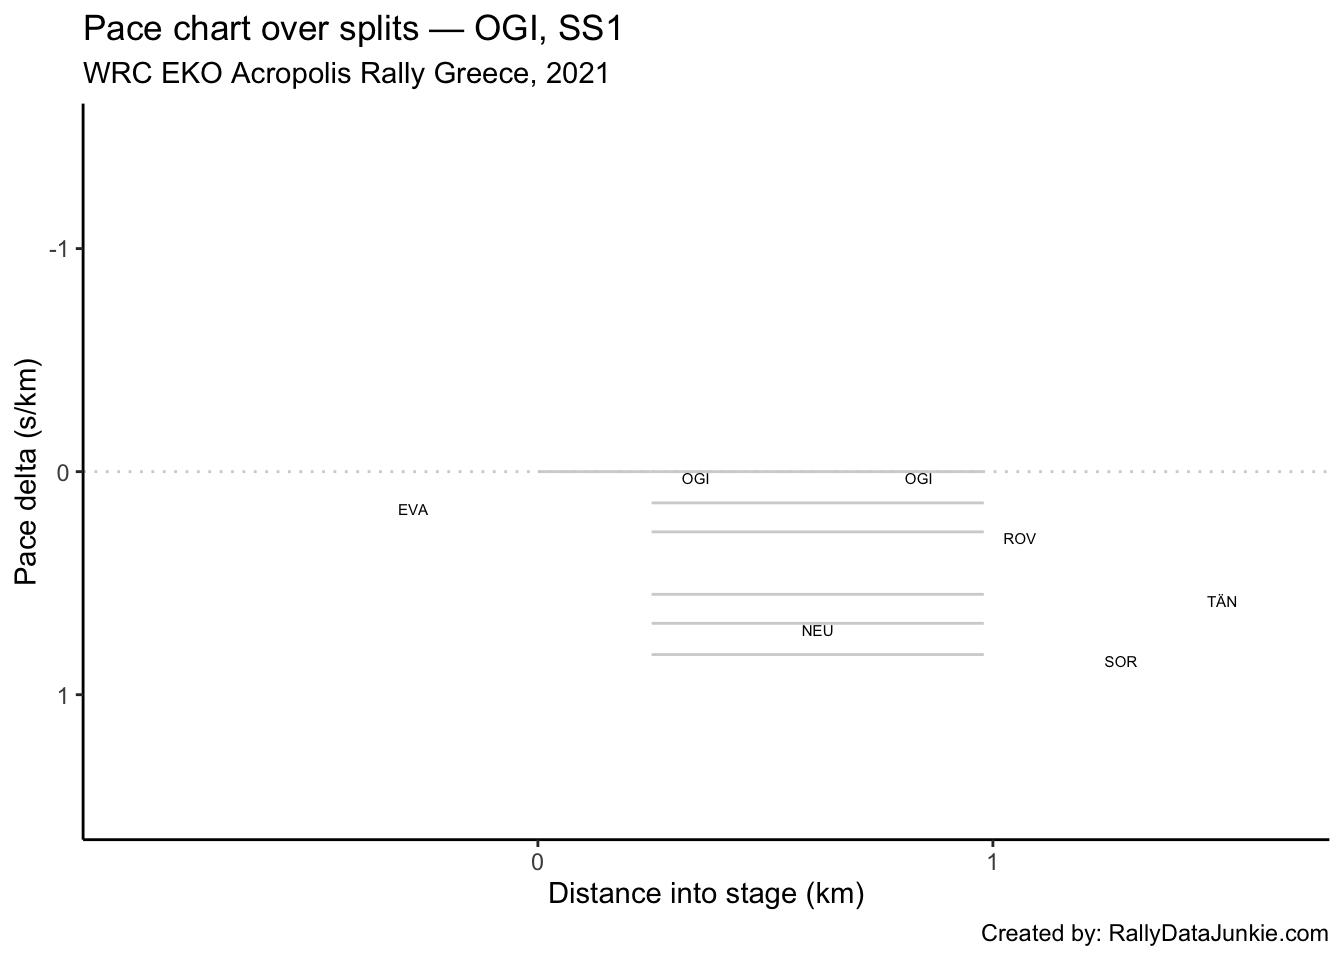 Pace chart over splits — OGI, SS1
WRC EKO Acropolis Rally Greece, 2021
Pace delta (s/km)
-1
0
1
OGI
OGI
EVA
ROV
TÄN
NEU
SOR
0
1
Distance into stage (km)
Created by: RallyDataJunkie.com